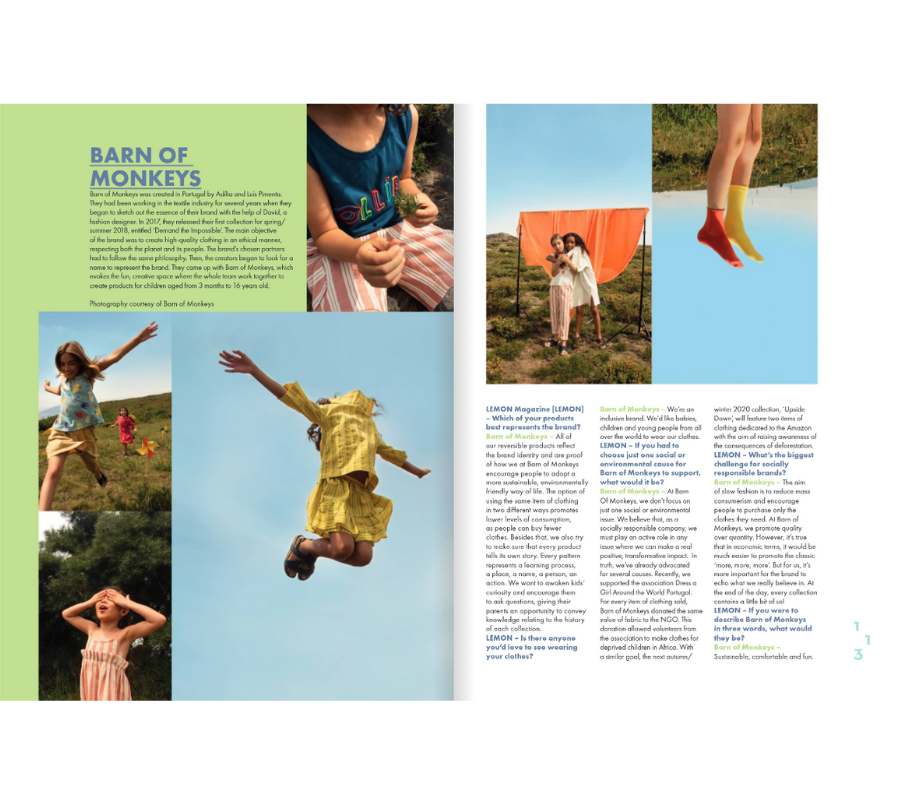 BARN OF
MONKEYS
Barn of Monkeys was created in Portugal by Adília and Luís Pimenta.
They had been working in the textile industry for several years when they
began to sketch out the essence of their brand with the help of David, a
fashion designer. In 2017, they released their first collection for spring/
summer 2018, entitled 'Demand the Impossible'. The main objective
of the brand was to create high-quality clothing in an ethical manner,
respecting both the planet and its people. The brand's chosen partners
had to follow the same philosophy. Then, the creators began to look for a
name to represent the brand. They came up with Barn of Monkeys, which
evokes the fun, creative space where the whole team work together to
create products for children aged from 3 months to 16 years old.
Photography courtesy of Barn of Monkeys
OLLIE
LEMON Magazine [LEMON]
– Which of your products
best represents the brand?
Barn of Monkeys – All of
our reversible products reflect
the brand identity and are proof
of how we at Barn of Monkeys
encourage people to adopt a
more sustainable, environmentally
friendly way of life. The option of
using the same item of clothing
in two different ways promotes
lower levels of consumption,
as people can buy fewer
clothes. Besides that, we also try
to make sure that every product
tells its own story. Every pattern
represents a learning process,
a place, a name, a person, an
action. We want to awaken kids'
curiosity and encourage them
to ask questions, giving their
parents an opportunity to convey
knowledge relating to the history
of each collection.
LEMON – Is there anyone
you'd love to see wearing
your clothes?
Barn of Monkeys – We're an
inclusive brand. We'd like babies,
children and young people from all
over the world to wear our clothes.
LEMON – If you had to
choose just one social or
environmental cause for
Barn of Monkeys to support,
what would it be?
Barn of Monkeys – At Barn
Of Monkeys, we don't focus on
just one social or environmental
issue. We believe that, as a
socially responsible company, we
must play an active role in any
issue where we can make a real
positive, transformative impact. In
truth, we've already advocated
for several causes. Recently, we
supported the association Dress a
Girl Around the World Portugal.
For every item of clothing sold,
Barn of Monkeys donated the same
value of fabric to the NGO. This
donation allowed volunteers from
the association to make clothes for
deprived children in Africa. With
a similar goal, the next autumn/
winter 2020 collection, 'Upside
Down', will feature two items of
clothing dedicated to the Amazon
with the aim of raising awareness of
the consequences of deforestation.
LEMON – What's the biggest
challenge for socially
responsible brands?
Barn of Monkeys – The aim
of slow fashion is to reduce mass
consumerism and encourage
people to purchase only the
clothes they need. At Barn of
Monkeys, we promote quality
over quantity. However, it's true
that in economic terms, it would be
much easier to promote the classic
'more, more, more'. But for us, it's
more important for the brand to
echo what we really believe in. At
the end of the day, every collection
contains a little bit of us!
LEMON – If you were to
describe Barn of Monkeys
in three words, what would
they be?
Barn of Monkeys –
Sustainable, comfortable and fun.
1
1
3